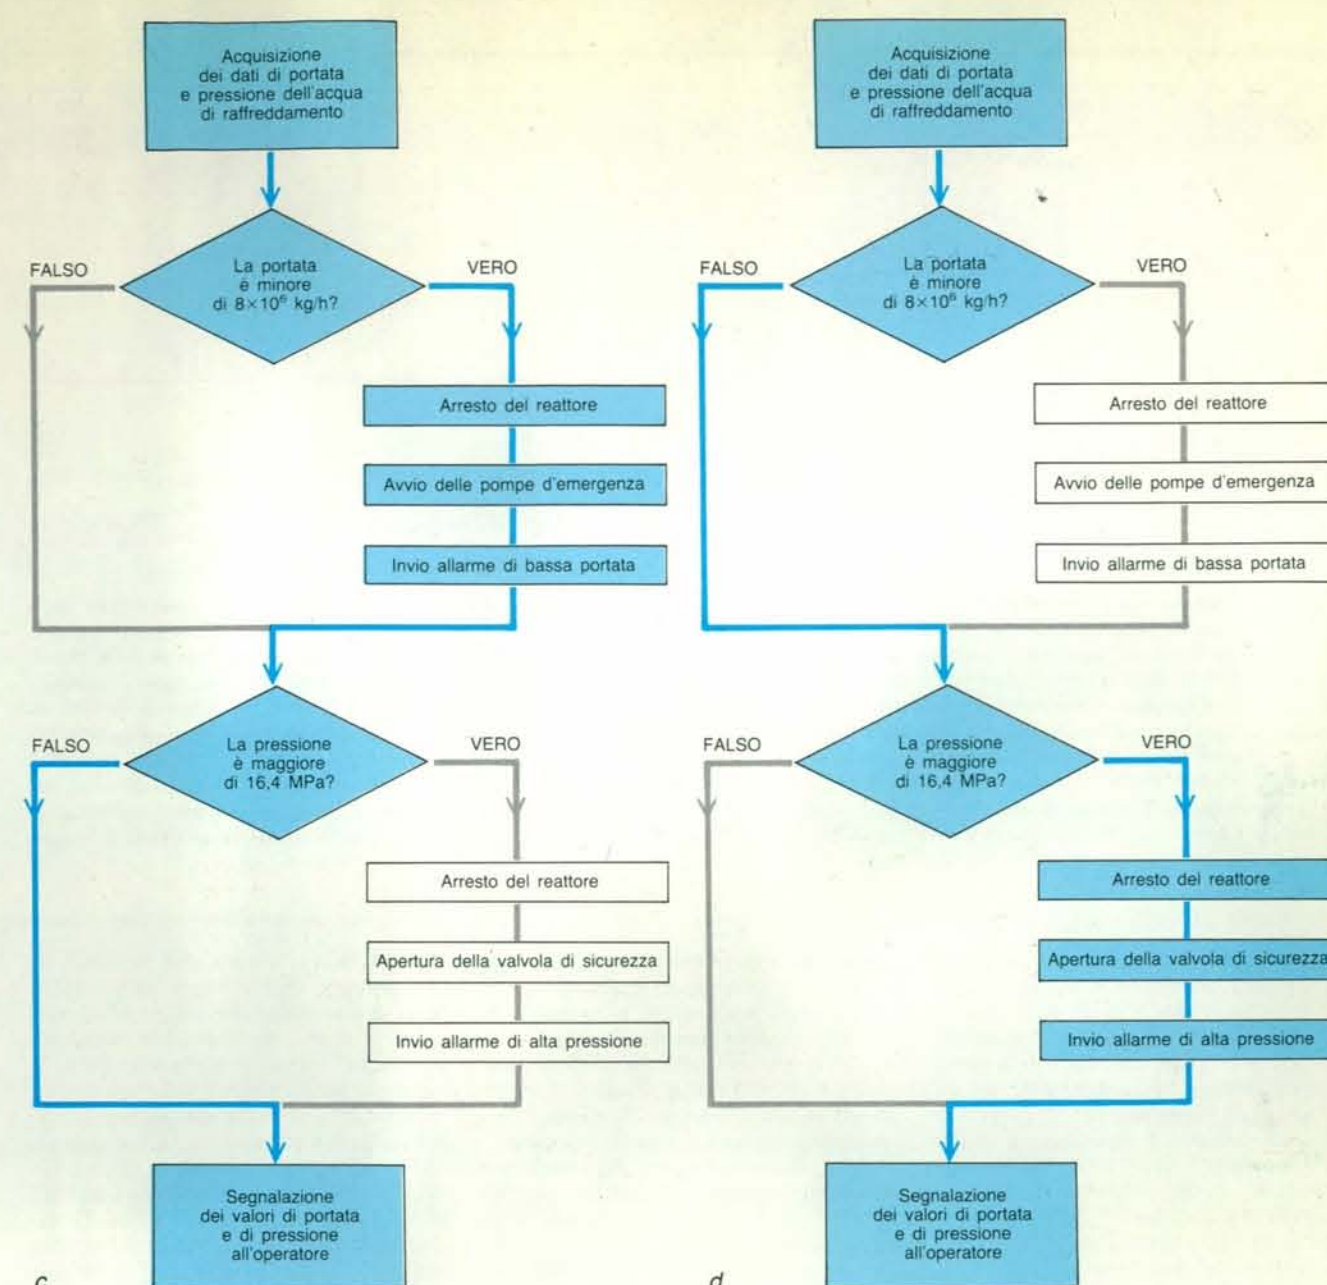 Acquisizione
dei dati di portata
e pressione dell'acqua
di raffreddamento
FALSO
La portata
è minore
di 8×10⁶ kg/h?
VERO
Arresto del reattore
Avvio delle pompe d'emergenza
Invio allarme di bassa portata
FALSO
La pressione
è maggiore
di 16,4 MPa?
VERO
Arresto del reattore
Apertura della valvola di sicurezza
Invio allarme di alta pressione
Segnalazione
dei valori di portata
e di pressione
all'operatore
c
Acquisizione
dei dati di portata
e pressione dell'acqua
di raffreddamento
FALSO
La portata
è minore
di 8×10⁶ kg/h?
VERO
Arresto del reattore
Avvio delle pompe d'emergenza
Invio allarme di bassa portata
FALSO
La pressione
è maggiore
di 16,4 MPa?
VERO
Arresto del reattore
Apertura della valvola di sicurezza
Invio allarme di alta pressione
Segnalazione
dei valori di portata
e di pressione
all'operatore
d